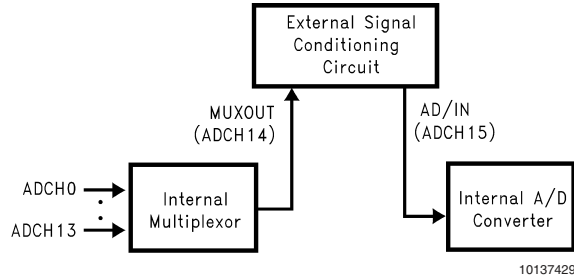 External Signal
Conditioning
Circuit
MUXOUT
(ADCH14)
AD/IN
(ADCH15)
ADCH0
ADCH13
Internal
Multiplexor
Internal A/D
Converter
10137429